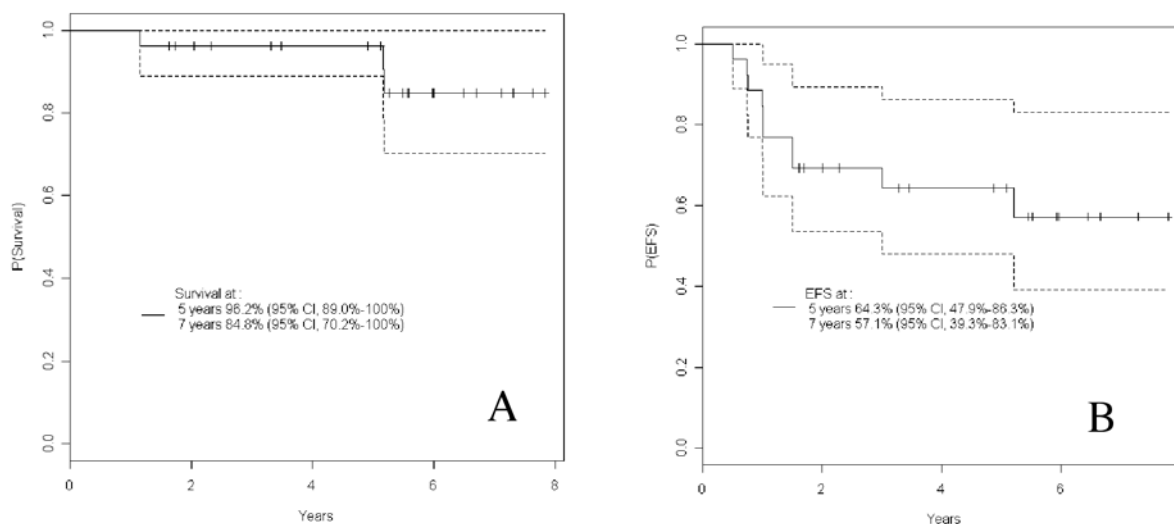 P(Survival)
1.0
0.8
0.6
0.4
0.2
0.0
Survival at :
5 years 96.2% (95% CI, 89.0%-100%)
7 years 84.8% (95% CI, 70.2%-100%)
A
0 2 4 6 8
Years
P(EFS)
1.0
0.8
0.6
0.4
0.2
0.0
EFS at :
5 years 64.3% (95% CI, 47.9%-86.3%)
7 years 57.1% (95% CI, 39.3%-83.1%)
B
0 2 4 6
Years